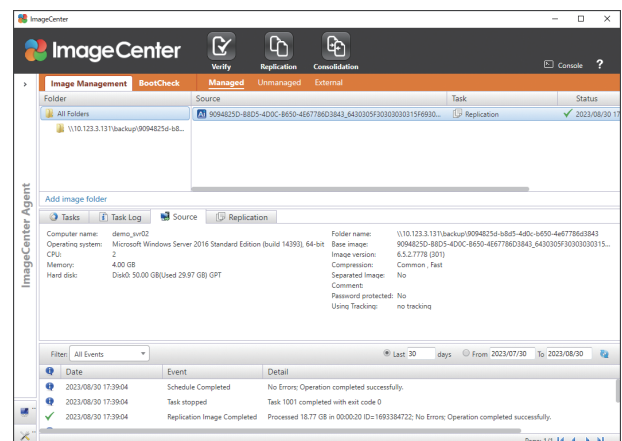 ImageCenter
ImageCenter
Verify
Replication
Consolidation
Console ?
Image Management BootCheck Managed Unmanaged External
Folder Source Task Status
All Folders
AI 9094825D-B8D5-4D0C-B650-4E67786D3843_6430305F30303030315F6930... Replication 2023/08/30 17
\\10.123.3.131\backup\9094825d-b8...
ImageCenter Agent
Add image folder
Tasks Task Log Source Replication
Computer name: demo_svr02
Operating system: Microsoft Windows Server 2016 Standard Edition (build 14393), 64-bit
CPU: 2
Memory: 4.00 GB
Hard disk: Disk0: 50.00 GB(Used 29.97 GB) GPT
Folder name: \\10.123.3.131\backup\9094825d-b8d5-4d0c-b650-4e67786d3843
Base image: 9094825D-B8D5-4D0C-B650-4E67786D3843_6430305F30303030315...
Image version: 6.5.2.7778 (301)
Compression: Common , Fast
Separated Image: No
Comment:
Password protected: No
Using Tracking: no tracking
Filter: All Events Last 30 days From 2023/07/30 To 2023/08/30
Date Event Detail
2023/08/30 17:39:04 Schedule Completed No Errors; Operation completed successfully.
2023/08/30 17:39:04 Task stopped Task 1001 completed with exit code 0
2023/08/30 17:39:04 Replication Image Completed Processed 18.77 GB in 00:00:20 ID=1693384722; No Errors; Operation completed successfully.
Page: 1/1